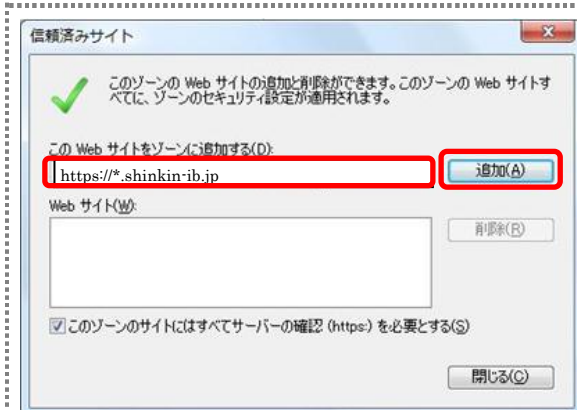 信頼済みサイト
このゾーンの Web サイトの追加と削除ができます。このゾーンの Web サイトす
べてに、ゾーンのセキュリティ設定が適用されます。
この Web サイトをゾーンに追加する(D):
https://*.shinkin-ib.jp
追加(A)
Web サイト(W):
削除(R)
このゾーンのサイトにはすべてサーバーの確認 (https:) を必要とする(S)
閉じる(C)